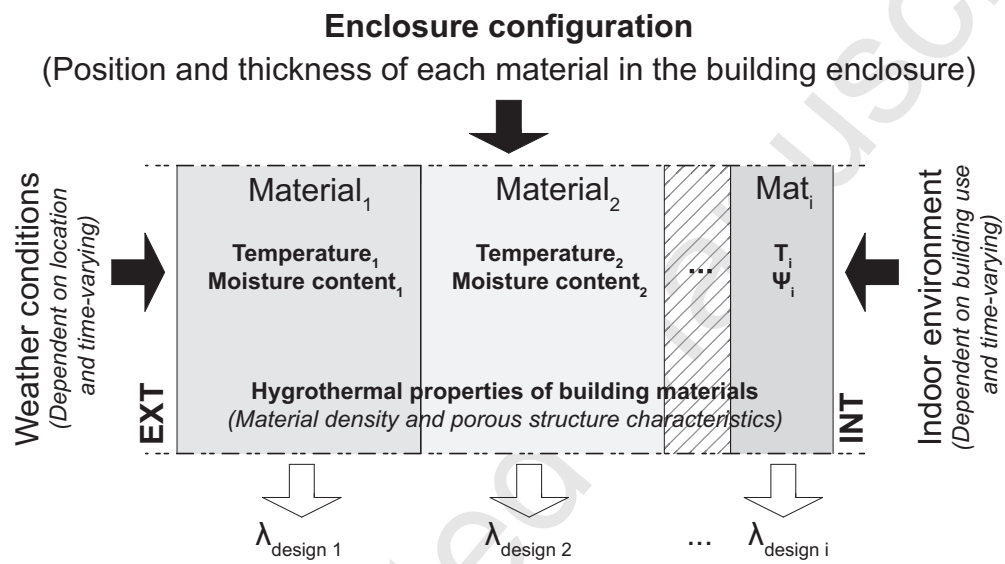 Enclosure configuration
(Position and thickness of each material in the building enclosure)
Weather conditions
(Dependent on location
and time-varying)
EXT
Material₁
Temperature₁
Moisture content₁
Material₂
Temperature₂
Moisture content₂
...
Matᵢ
Tᵢ
Ψᵢ
Hygrothermal properties of building materials
(Material density and porous structure characteristics)
INT
Indoor environment
(Dependent on building use
and time-varying)
λdesign 1
λdesign 2
...
λdesign i